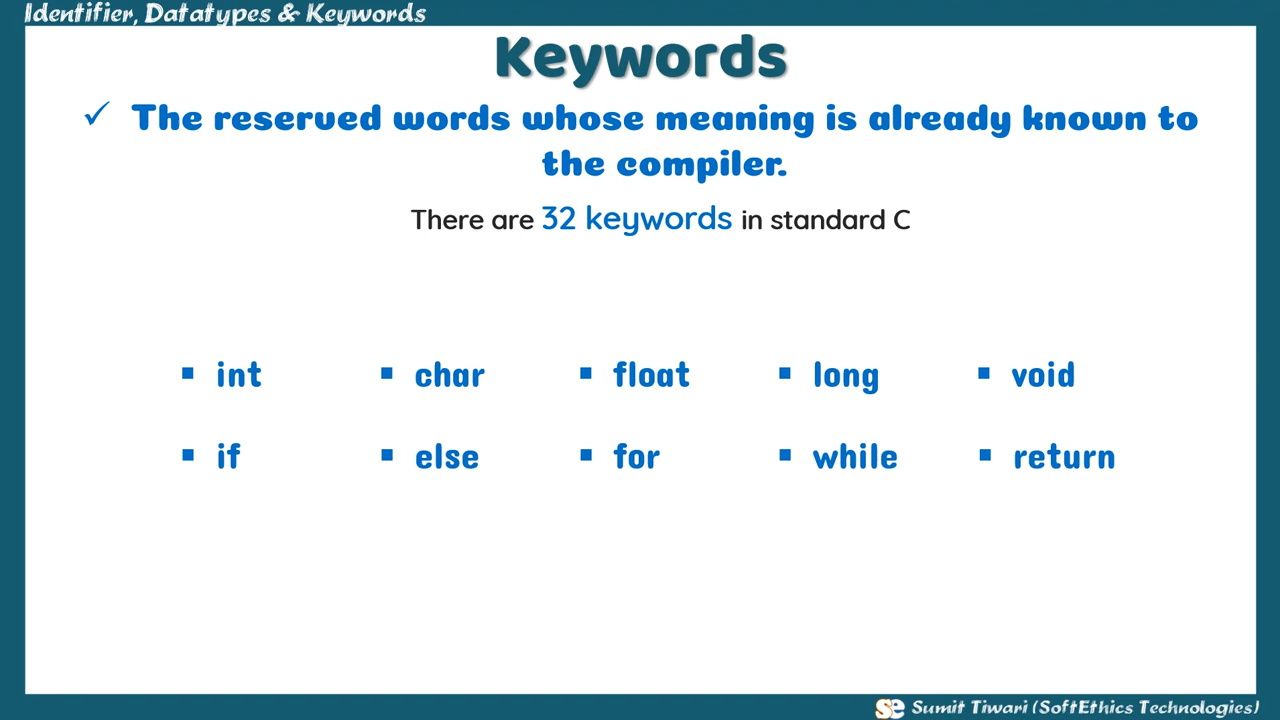 Identifier, Datatypes & Keywords
Keywords
✓ The reserved words whose meaning is already known to
the compiler.
There are 32 keywords in standard C
▪ int ▪ char ▪ float ▪ long ▪ void
▪ if ▪ else ▪ for ▪ while ▪ return
se Sumit Tiwari (SoftEthics Technologies)